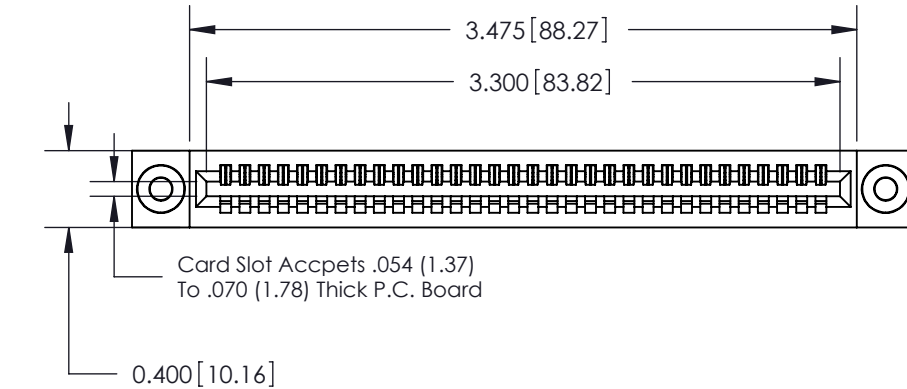 3.475[88.27]
3.300[83.82]
Card Slot Accpets .054 (1.37)
To .070 (1.78) Thick P.C. Board
0.400[10.16]